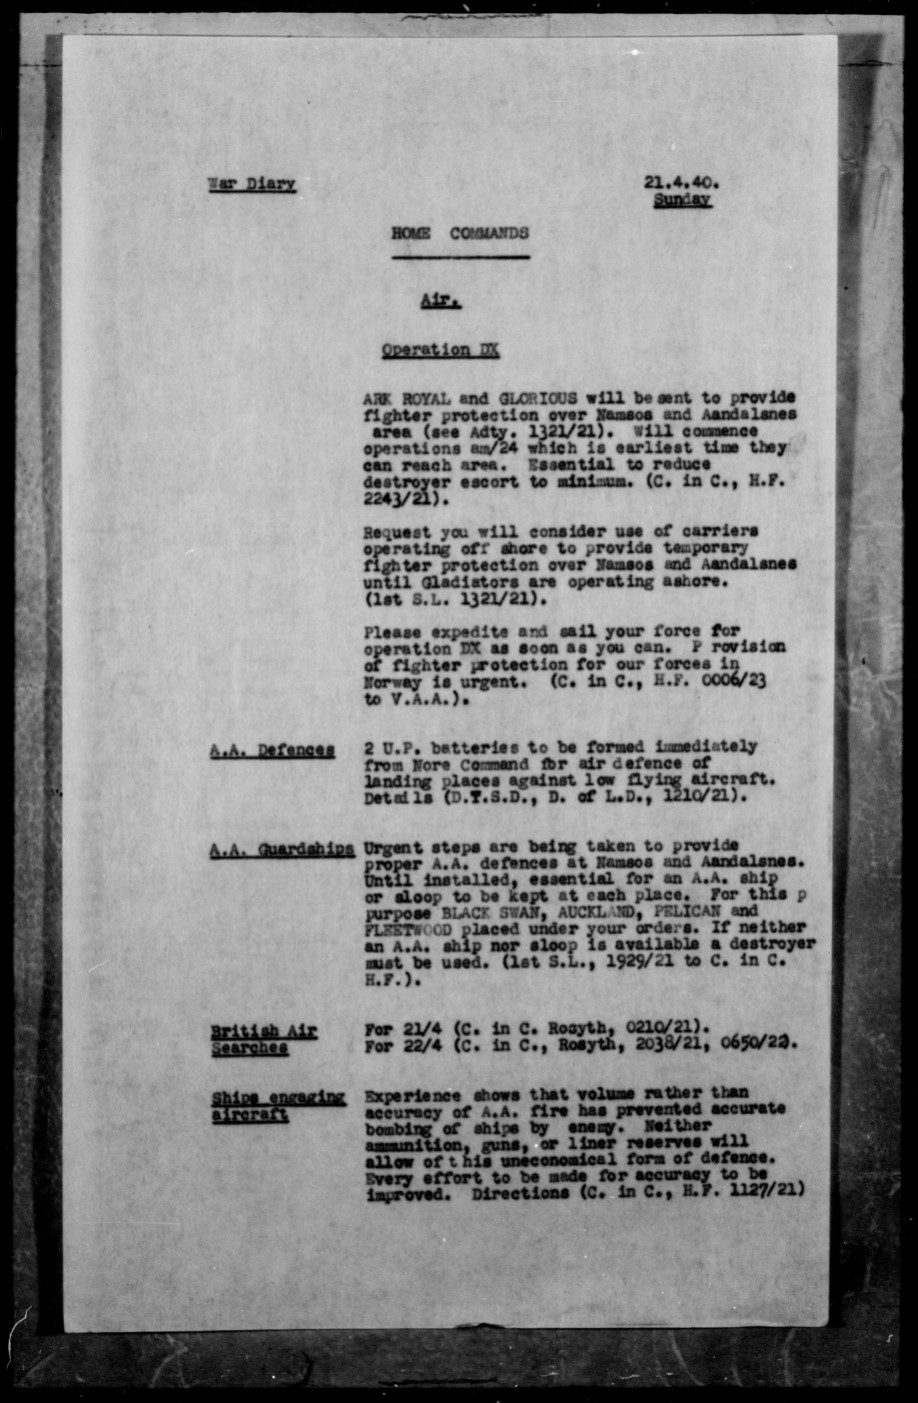 War Diary
21.4.40.
Sunday
HOME COMMANDS
Air.
Operation DX
ARK ROYAL and GLORIOUS will be sent to provide
fighter protection over Namsos and Aandalsnes
area (see Adty. 1321/21). Will commence
operations am/24 which is earliest time they
can reach area. Essential to reduce
destroyer escort to minimum. (C. in C., H.F.
2243/21).
Request you will consider use of carriers
operating off shore to provide temporary
fighter protection over Namsos and Aandalsnes
until Gladiators are operating ashore.
(1st S.L. 1321/21).
Please expedite and sail your force for
operation DX as soon as you can. P rovision
of fighter protection for our forces in
Norway is urgent. (C. in C., H.F. 0006/23
to V.A.A.).
A.A. Defences
2 U.P. batteries to be formed immediately
from Nore Command for air defence of
landing places against low flying aircraft.
Details (D.T.S.D., D. of L.D., 1210/21).
A.A. Guardships
Urgent steps are being taken to provide
proper A.A. defences at Namsos and Aandalsnes.
Until installed, essential for an A.A. ship
or sloop to be kept at each place. For this p
purpose BLACK SWAN, AUCKLAND, PELICAN and
FLEETWOOD placed under your orders. If neither
an A.A. ship nor sloop is available a destroyer
must be used. (1st S.L., 1929/21 to C. in C.
H.F.).
British Air
Searches
For 21/4 (C. in C. Rosyth, 0210/21).
For 22/4 (C. in C., Rosyth, 2038/21, 0650/22.
Ships engaging
aircraft
Experience shows that volume rather than
accuracy of A.A. fire has prevented accurate
bombing of ships by enemy. Neither
ammunition, guns, or liner reserves will
allow of t his uneconomical form of defence.
Every effort to be made for accuracy to be
improved. Directions (C. in C., H.F. 1127/21)